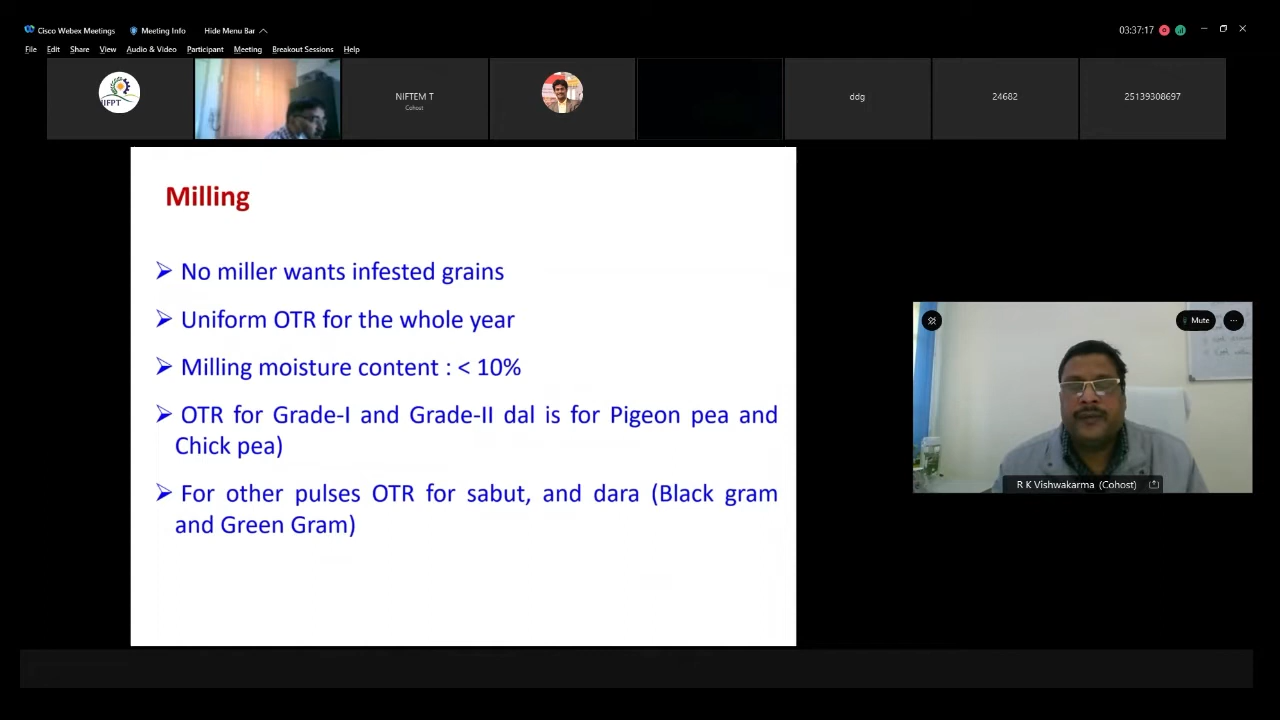 Cisco Webex Meetings Meeting Info Hide Menu Bar
03:37:17
File Edit Share View Audio & Video Participant Meeting Breakout Sessions Help
IIFPT
NIFTEM T
Cohost
ddg
24682
25139308697
Milling
➢ No miller wants infested grains
➢ Uniform OTR for the whole year
➢ Milling moisture content : < 10%
➢ OTR for Grade-I and Grade-II dal is for Pigeon pea and
Chick pea)
➢ For other pulses OTR for sabut, and dara (Black gram
and Green Gram)
Mute
R K Vishwakarma (Cohost)